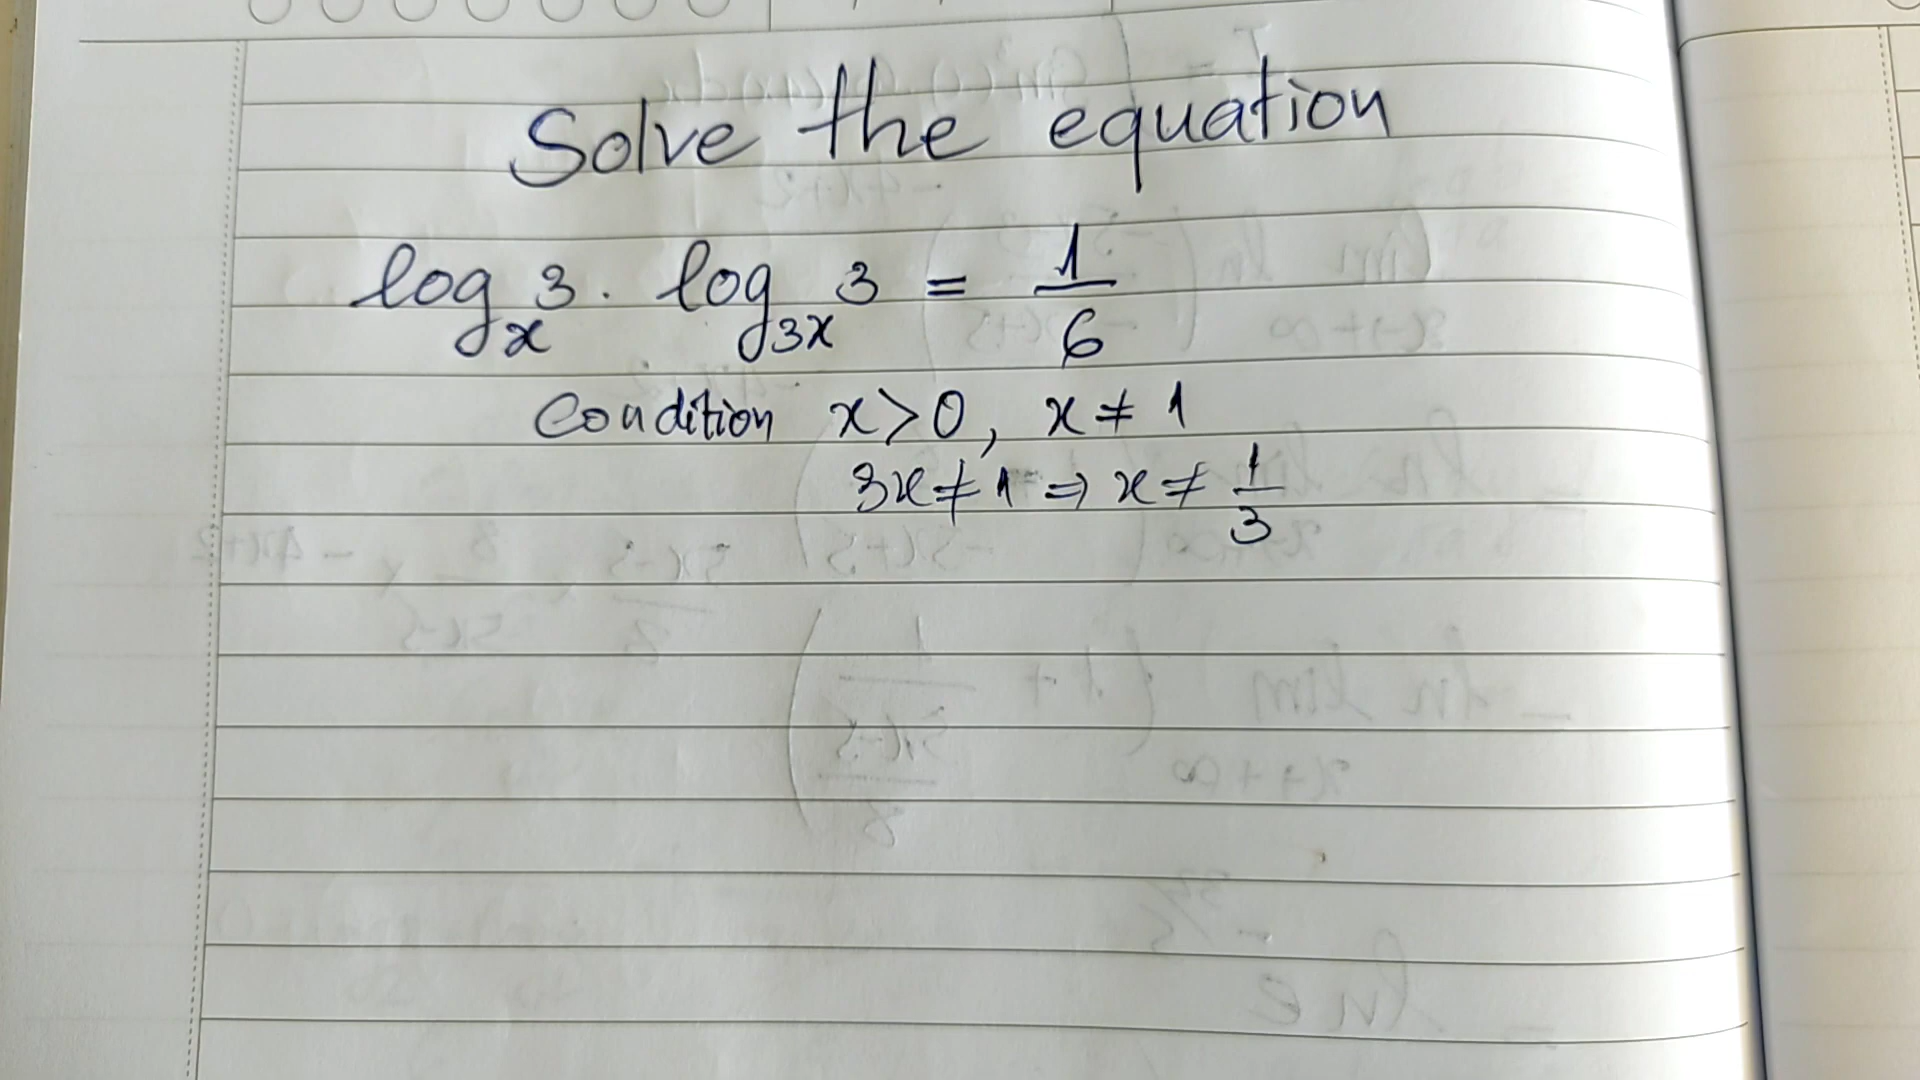 Solve the equation
log_x 3 . log_3x 3 = 1/6
Condition x>0, x≠1
3x≠1 ⇒ x≠ 1/3